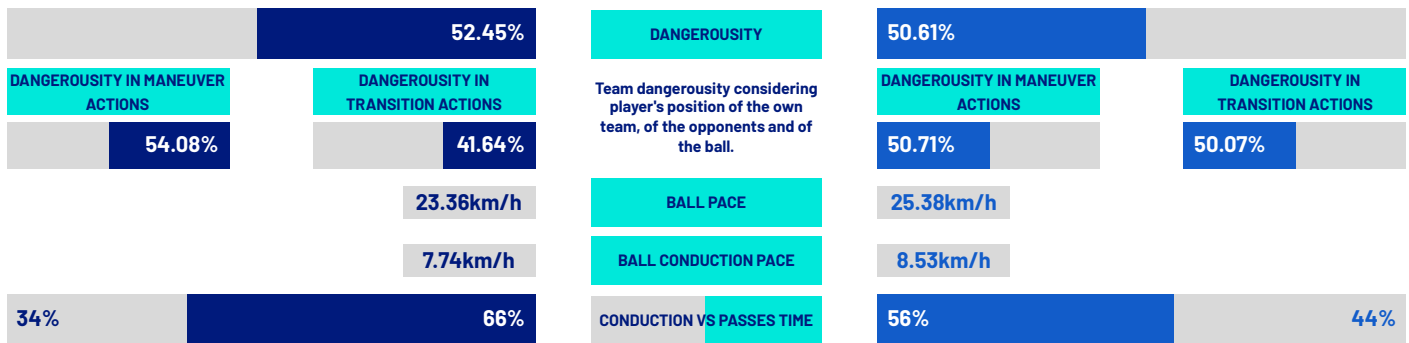 52.45%
DANGEROUSITY
50.61%
DANGEROUSITY IN MANEUVER
ACTIONS
DANGEROUSITY IN
TRANSITION ACTIONS
Team dangerousity considering
player's position of the own
team, of the opponents and of
the ball.
DANGEROUSITY IN MANEUVER
ACTIONS
DANGEROUSITY IN
TRANSITION ACTIONS
54.08%
41.64%
50.71%
50.07%
23.36km/h
BALL PACE
25.38km/h
7.74km/h
BALL CONDUCTION PACE
8.53km/h
34%
66%
CONDUCTION VS PASSES TIME
56%
44%